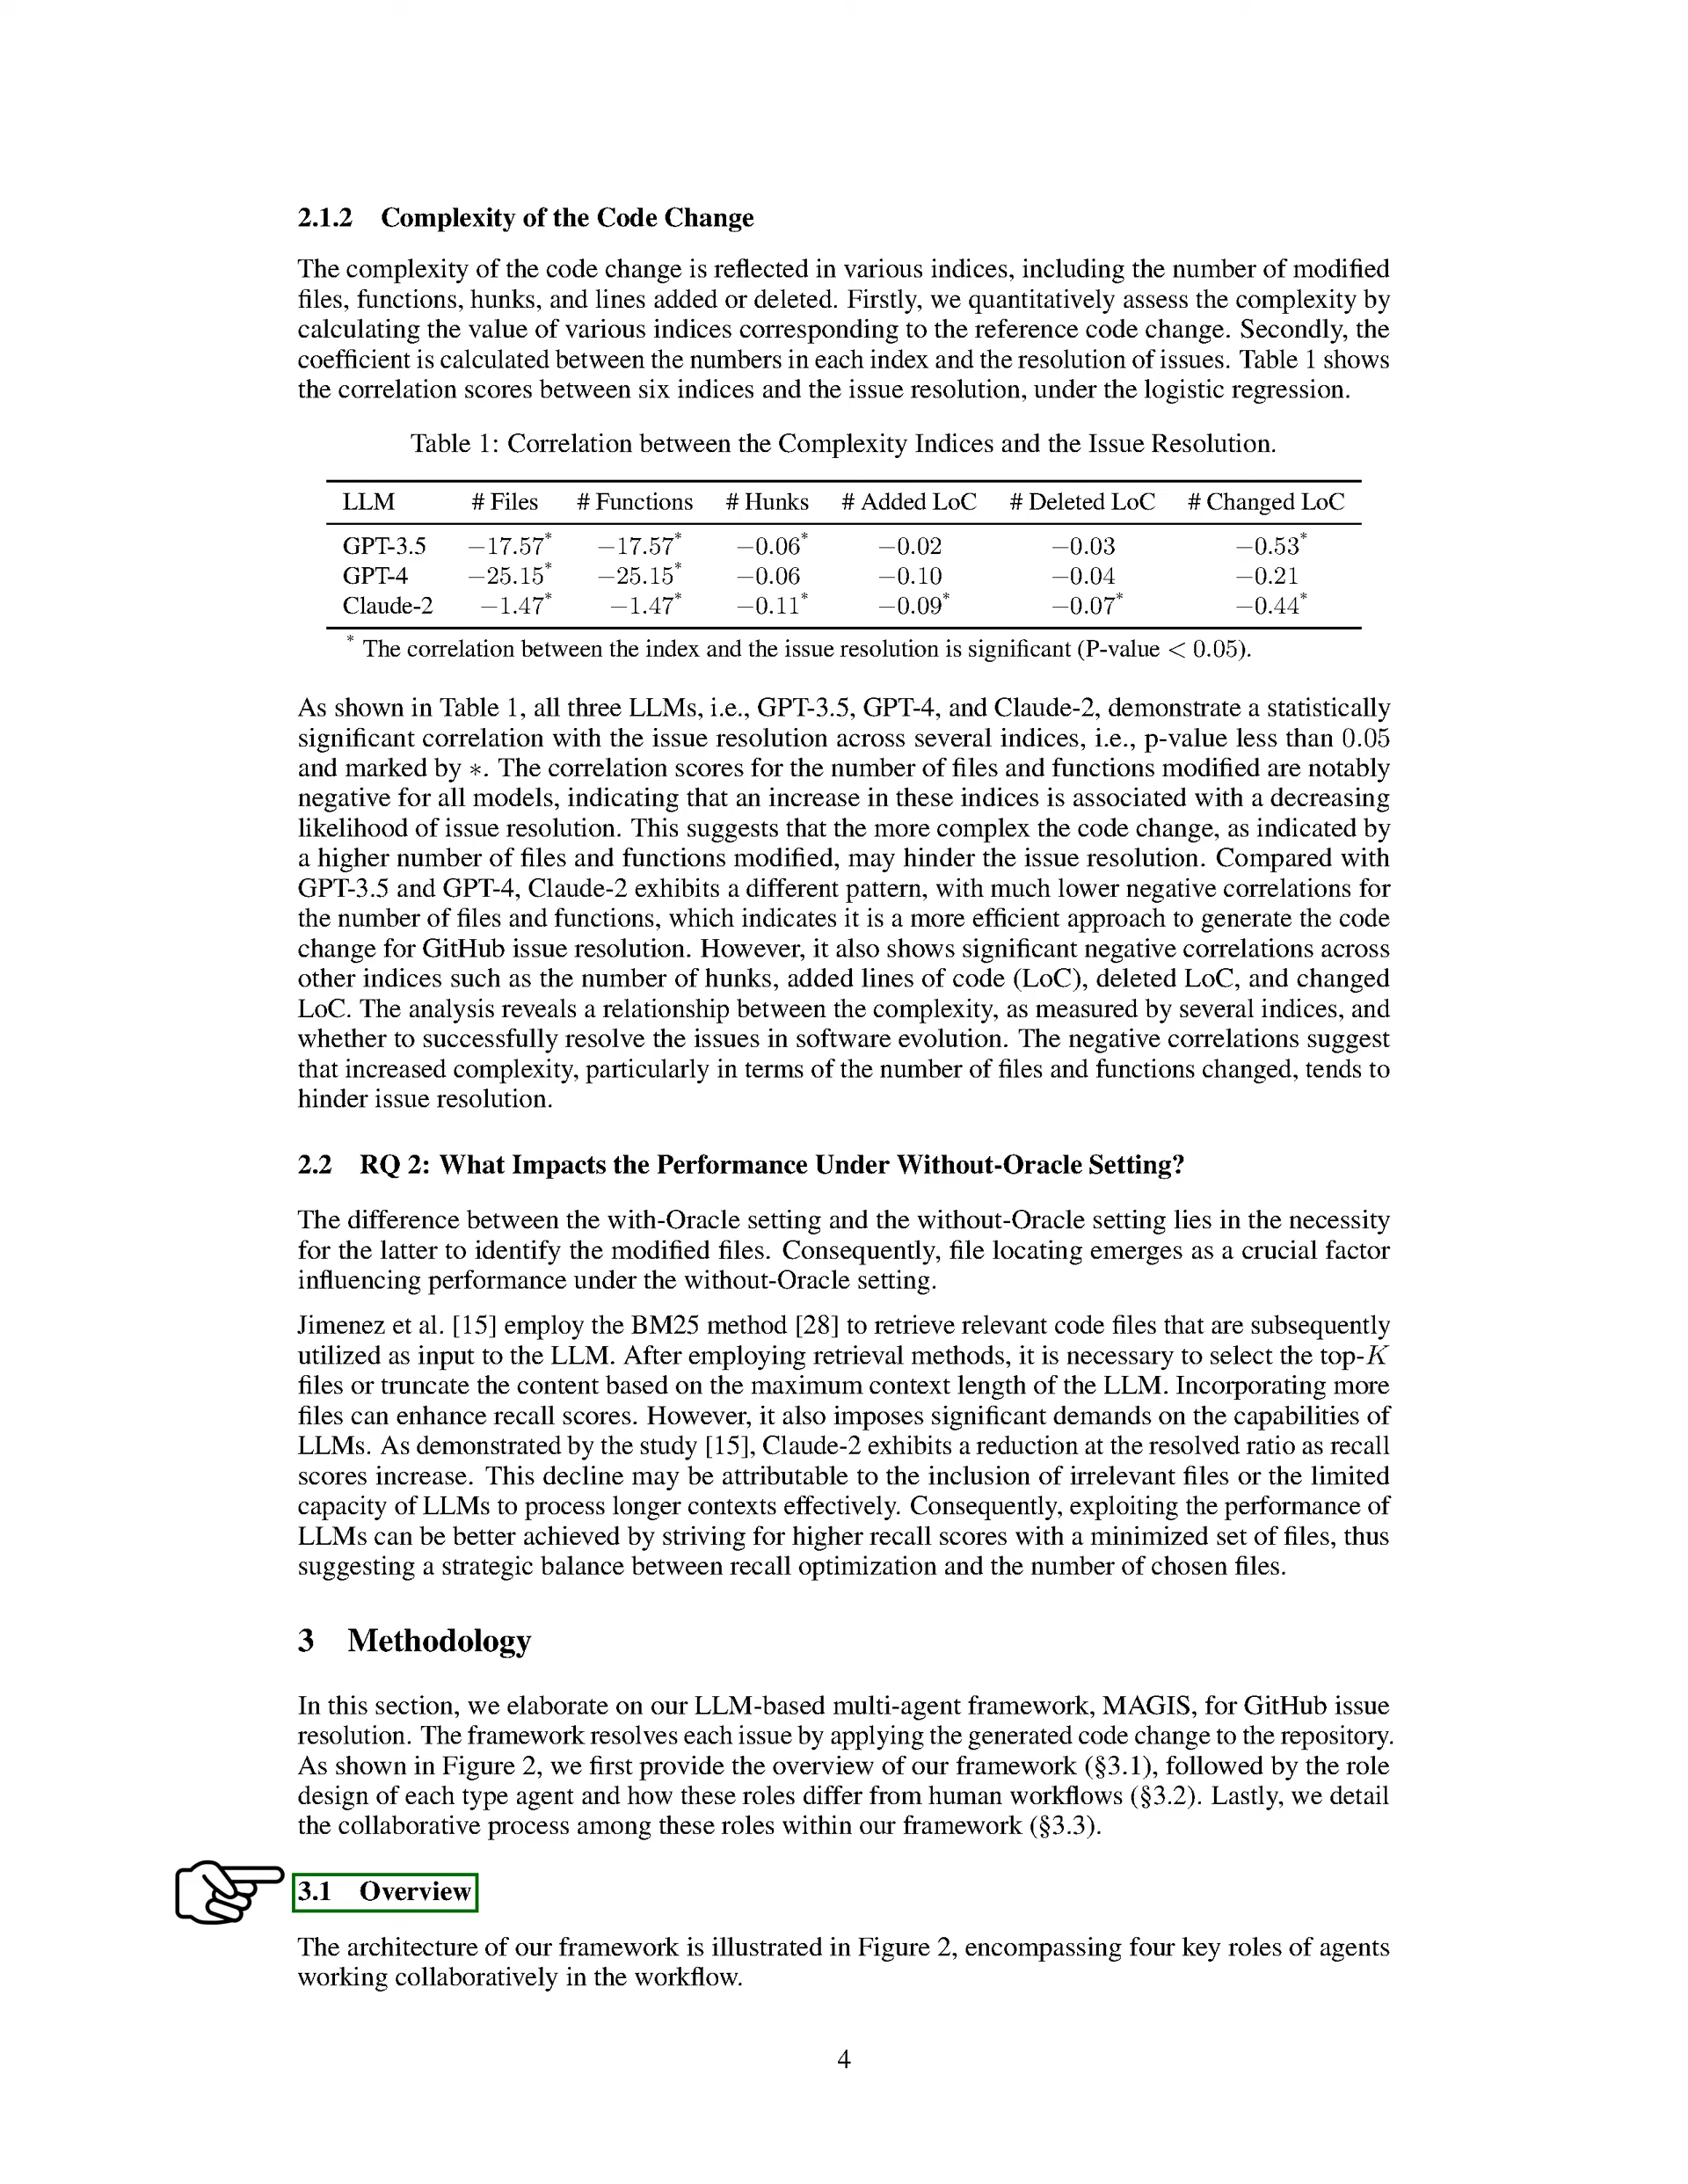 2.1.2 Complexity of the Code Change
The complexity of the code change is reflected in various indices, including the number of modified
files, functions, hunks, and lines added or deleted. Firstly, we quantitatively assess the complexity by
calculating the value of various indices corresponding to the reference code change. Secondly, the
coefficient is calculated between the numbers in each index and the resolution of issues. Table 1 shows
the correlation scores between six indices and the issue resolution, under the logistic regression.
Table 1: Correlation between the Complexity Indices and the Issue Resolution.
LLM # Files # Functions # Hunks # Added LoC # Deleted LoC # Changed LoC
GPT-3.5 −17.57* −17.57* −0.06* −0.02 −0.03 −0.53*
GPT-4 −25.15* −25.15* −0.06 −0.10 −0.04 −0.21
Claude-2 −1.47* −1.47* −0.11* −0.09* −0.07* −0.44*
* The correlation between the index and the issue resolution is significant (P-value < 0.05).
As shown in Table 1, all three LLMs, i.e., GPT-3.5, GPT-4, and Claude-2, demonstrate a statistically
significant correlation with the issue resolution across several indices, i.e., p-value less than 0.05
and marked by ∗. The correlation scores for the number of files and functions modified are notably
negative for all models, indicating that an increase in these indices is associated with a decreasing
likelihood of issue resolution. This suggests that the more complex the code change, as indicated by
a higher number of files and functions modified, may hinder the issue resolution. Compared with
GPT-3.5 and GPT-4, Claude-2 exhibits a different pattern, with much lower negative correlations for
the number of files and functions, which indicates it is a more efficient approach to generate the code
change for GitHub issue resolution. However, it also shows significant negative correlations across
other indices such as the number of hunks, added lines of code (LoC), deleted LoC, and changed
LoC. The analysis reveals a relationship between the complexity, as measured by several indices, and
whether to successfully resolve the issues in software evolution. The negative correlations suggest
that increased complexity, particularly in terms of the number of files and functions changed, tends to
hinder issue resolution.
2.2 RQ 2: What Impacts the Performance Under Without-Oracle Setting?
The difference between the with-Oracle setting and the without-Oracle setting lies in the necessity
for the latter to identify the modified files. Consequently, file locating emerges as a crucial factor
influencing performance under the without-Oracle setting.
Jimenez et al. [15] employ the BM25 method [28] to retrieve relevant code files that are subsequently
utilized as input to the LLM. After employing retrieval methods, it is necessary to select the top-K
files or truncate the content based on the maximum context length of the LLM. Incorporating more
files can enhance recall scores. However, it also imposes significant demands on the capabilities of
LLMs. As demonstrated by the study [15], Claude-2 exhibits a reduction at the resolved ratio as recall
scores increase. This decline may be attributable to the inclusion of irrelevant files or the limited
capacity of LLMs to process longer contexts effectively. Consequently, exploiting the performance of
LLMs can be better achieved by striving for higher recall scores with a minimized set of files, thus
suggesting a strategic balance between recall optimization and the number of chosen files.
3 Methodology
In this section, we elaborate on our LLM-based multi-agent framework, MAGIS, for GitHub issue
resolution. The framework resolves each issue by applying the generated code change to the repository.
As shown in Figure 2, we first provide the overview of our framework (§3.1), followed by the role
design of each type agent and how these roles differ from human workflows (§3.2). Lastly, we detail
the collaborative process among these roles within our framework (§3.3).
3.1 Overview
The architecture of our framework is illustrated in Figure 2, encompassing four key roles of agents
working collaboratively in the workflow.
4